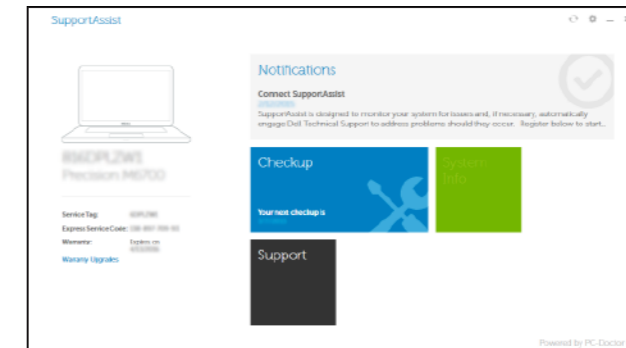 SupportAssist
Notifications
Connect SupportAssist
SupportAssist is designed to monitor your system for issues and, if necessary, automatically
engage Dell Technical Support to address problems should they occur. Register below to start..
Precision M6700
Checkup
System
Info
Your next checkup is
Service Tag:
Express Service Code:
Warranty: Expires on
Warranty Upgrades
Support
Powered by PC-Doctor